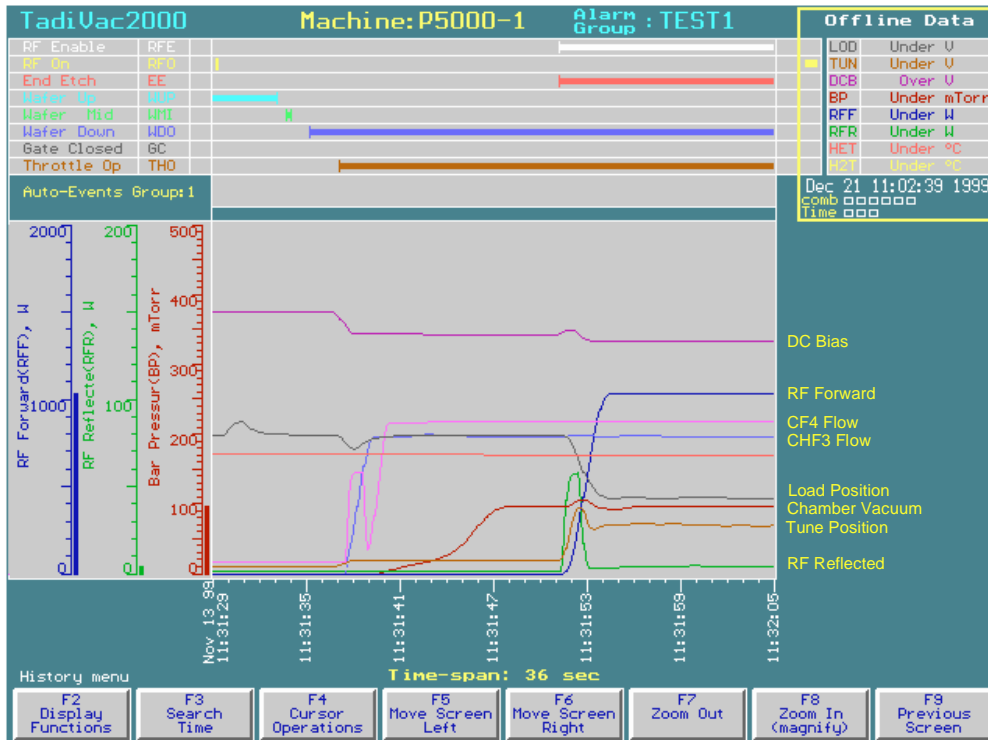 TadiVac2000 Machine:P5000-1 Alarm Group :TEST1 Offline Data
RF Enable RFE LOD Under V
RF On RFO TUN Under V
End Etch EE DCB Over V
Wafer Up WUP BP Under mTorr
Wafer Mid WMI RFF Under W
Wafer Down WDO RFR Under W
Gate Closed GC HET Under ºC
Throttle Op THO H2T Under ºC
Auto-Events Group:1 Dec 21 11:02:39 1999
comb
Time
2000 200 500
400
300
1000 100 200
100
0 0 0
RF Forward(RFF), W
RF Reflecte(RFR), W
Bar Pressur(BP), mTorr
DC Bias
RF Forward
CF4 Flow
CHF3 Flow
Load Position
Chamber Vacuum
Tune Position
RF Reflected
Nov 13 99
11:31:29 11:31:35 11:31:41 11:31:47 11:31:53 11:31:59 11:32:05
History menu Time-span: 36 sec
F2 Display Functions
F3 Search Time
F4 Cursor Operations
F5 Move Screen Left
F6 Move Screen Right
F7 Zoom Out
F8 Zoom In (magnify)
F9 Previous Screen